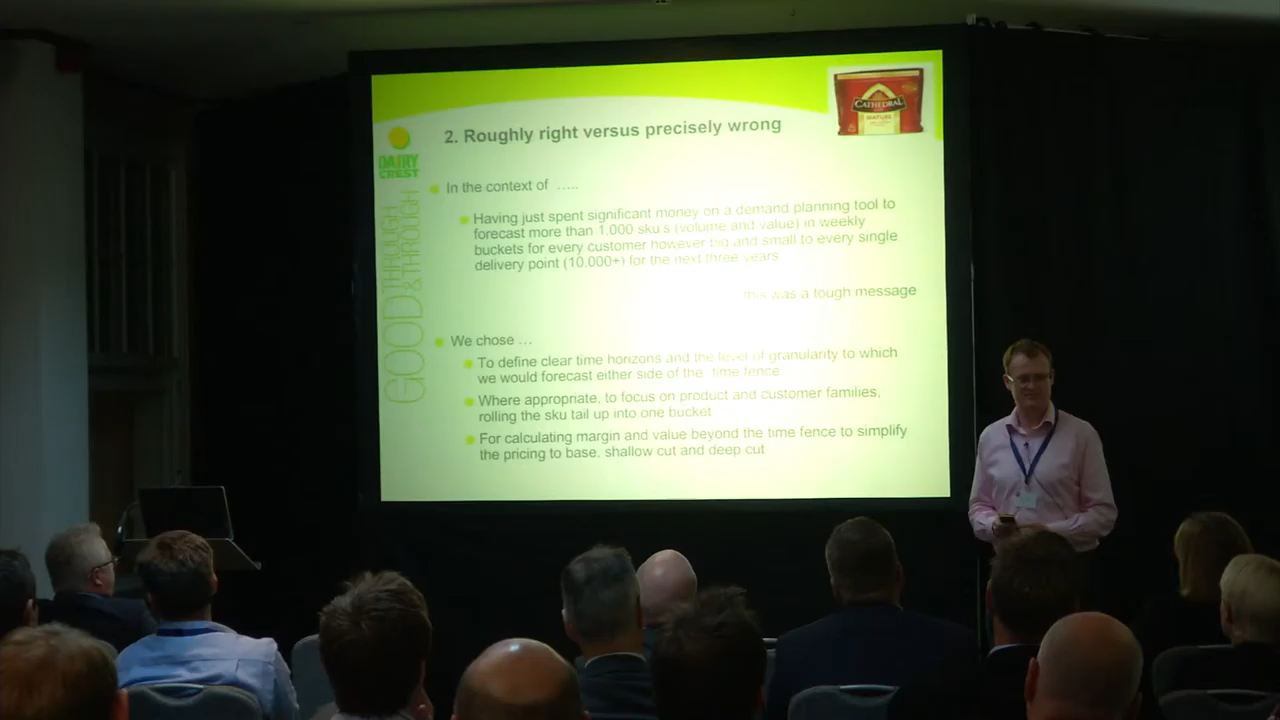 2. Roughly right versus precisely wrong
CATHEDRAL
MATURE
DAIRY
CREST
GOOD THROUGH
& THROUGH
In the context of …..
Having just spent significant money on a demand planning tool to
forecast more than 1,000 sku's (volume and value) in weekly
buckets for every customer however big and small to every single
delivery point (10,000+) for the next three years.
this was a tough message
We chose …
To define clear time horizons and the level of granularity to which
we would forecast either side of the time fence
Where appropriate, to focus on product and customer families,
rolling the sku tail up into one bucket
For calculating margin and value beyond the time fence to simplify
the pricing to base, shallow cut and deep cut